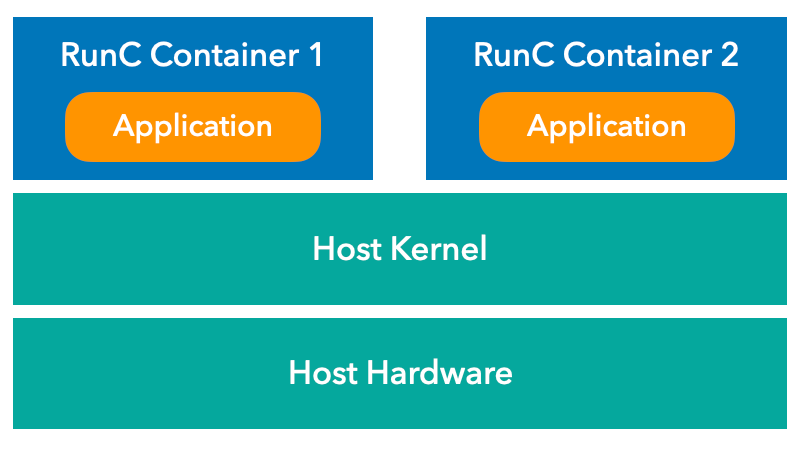 RunC Container 1
RunC Container 2
Application
Application
Host Kernel
Host Hardware